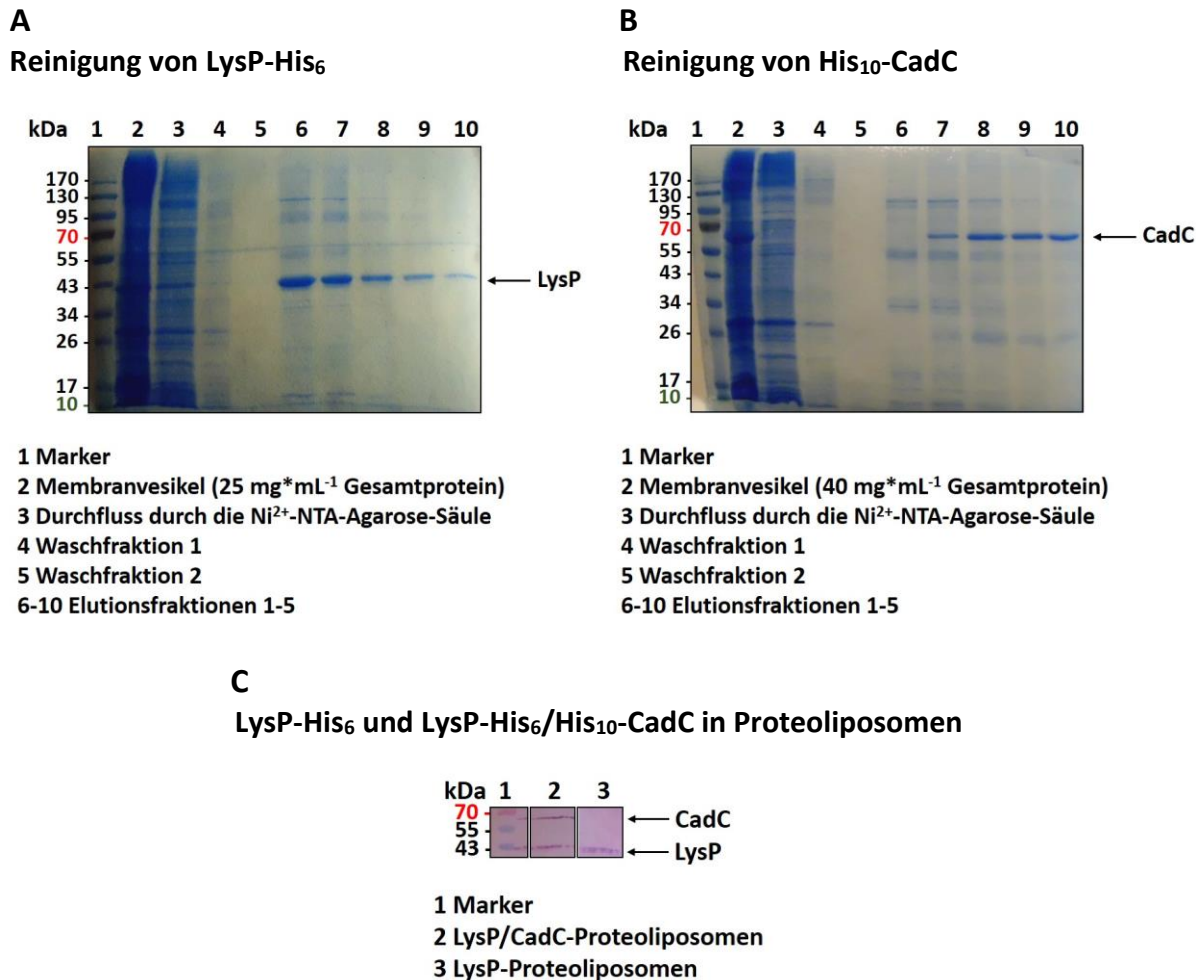 A
Reinigung von LysP-His₆
kDa 1 2 3 4 5 6 7 8 9 10
170 -
130 -
95 -
70 -
55 -
43 -
34 -
26 -
17 -
10 -
LysP
1 Marker
2 Membranvesikel (25 mg*mL⁻¹ Gesamtprotein)
3 Durchfluss durch die Ni²⁺-NTA-Agarose-Säule
4 Waschfraktion 1
5 Waschfraktion 2
6-10 Elutionsfraktionen 1-5
B
Reinigung von His₁₀-CadC
kDa 1 2 3 4 5 6 7 8 9 10
170 -
130 -
95 -
70 -
55 -
43 -
34 -
26 -
17 -
10 -
CadC
1 Marker
2 Membranvesikel (40 mg*mL⁻¹ Gesamtprotein)
3 Durchfluss durch die Ni²⁺-NTA-Agarose-Säule
4 Waschfraktion 1
5 Waschfraktion 2
6-10 Elutionsfraktionen 1-5
C
LysP-His₆ und LysP-His₆/His₁₀-CadC in Proteoliposomen
kDa 1 2 3
70 -
55 -
43 -
CadC
LysP
1 Marker
2 LysP/CadC-Proteoliposomen
3 LysP-Proteoliposomen